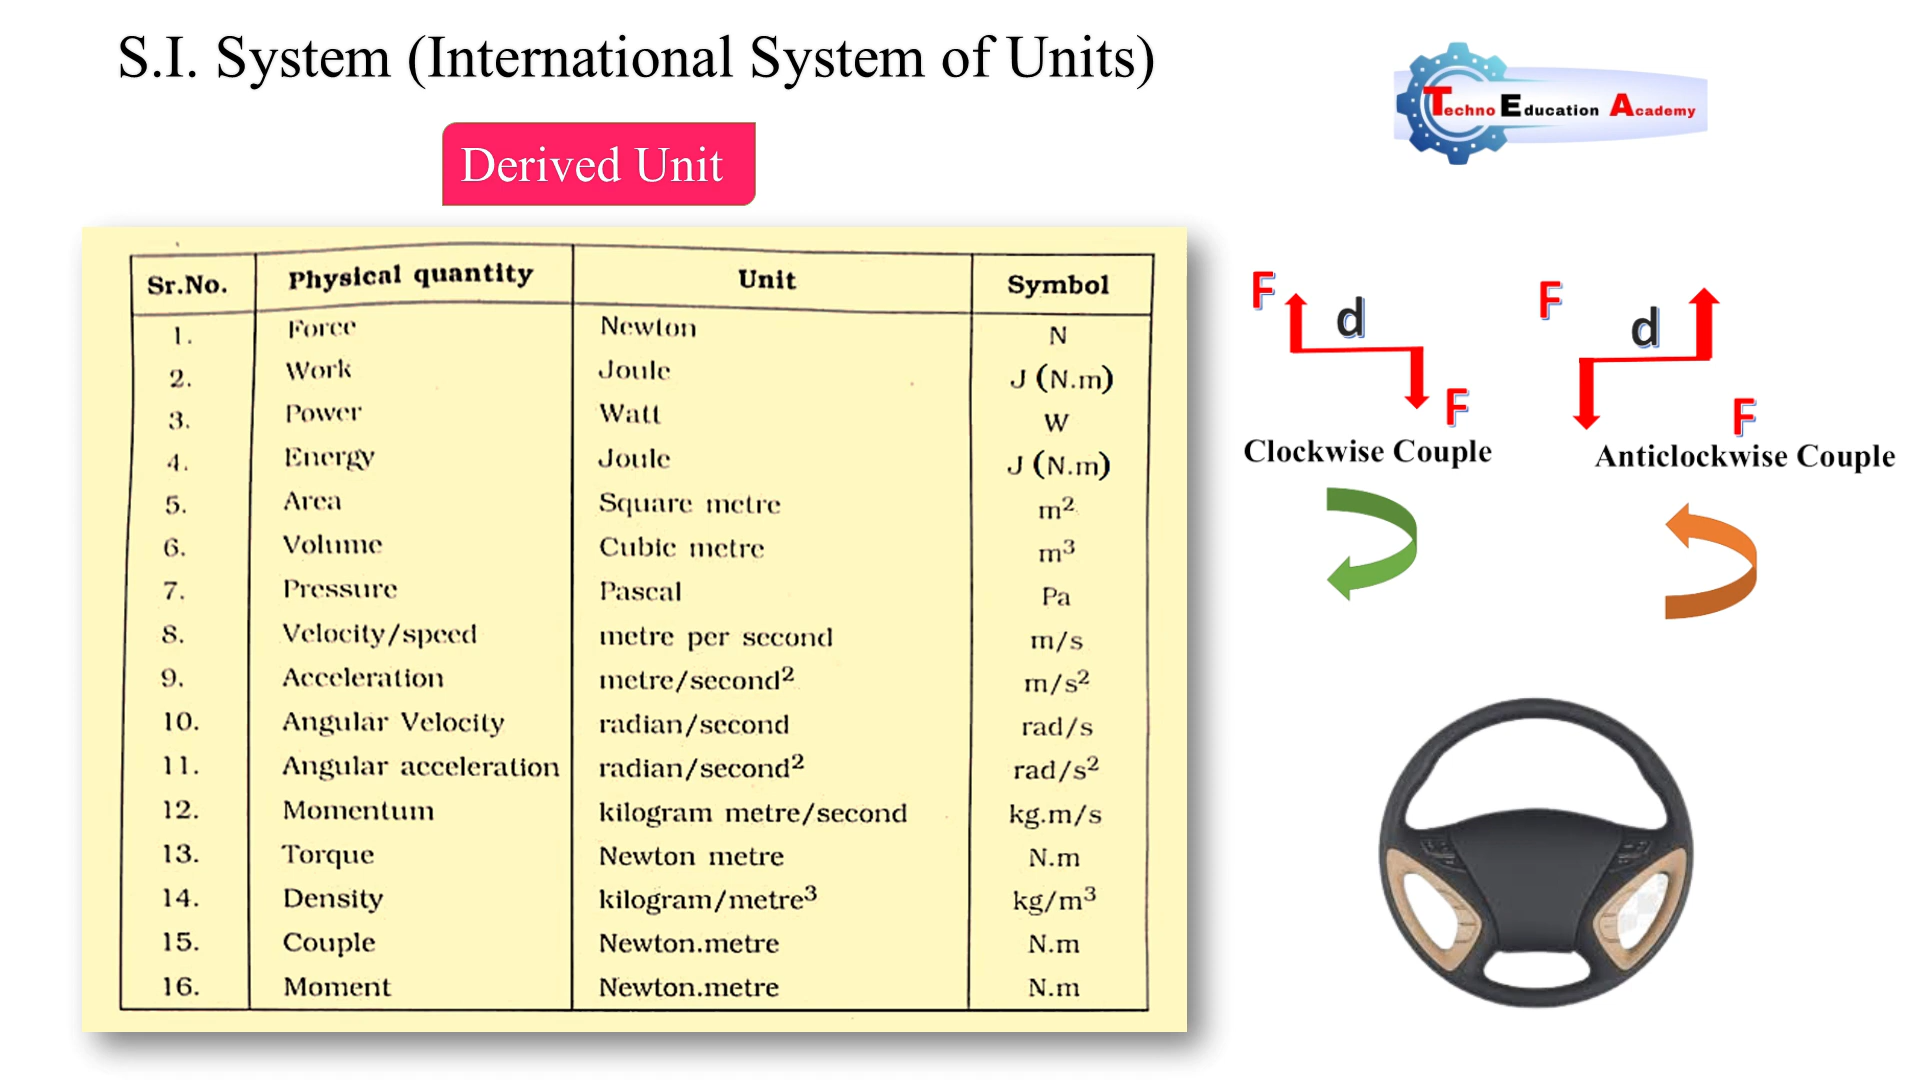 S.I. System (International System of Units)
Techno Education Academy
Derived Unit
Sr.No. Physical quantity Unit Symbol
1. Force Newton N
2. Work Joule J (N.m)
3. Power Watt W
4. Energy Joule J (N.m)
5. Area Square metre m²
6. Volume Cubic metre m³
7. Pressure Pascal Pa
8. Velocity/speed metre per second m/s
9. Acceleration metre/second² m/s²
10. Angular Velocity radian/second rad/s
11. Angular acceleration radian/second² rad/s²
12. Momentum kilogram metre/second kg.m/s
13. Torque Newton metre N.m
14. Density kilogram/metre³ kg/m³
15. Couple Newton.metre N.m
16. Moment Newton.metre N.m
F d F
Clockwise Couple
F d F
Anticlockwise Couple